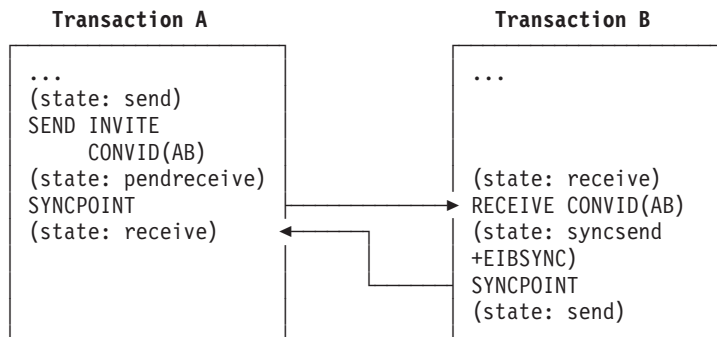 Transaction A
Transaction B
...
(state: send)
SEND INVITE
CONVID(AB)
(state: pendreceive)
SYNCPOINT
(state: receive)
...
(state: receive)
RECEIVE CONVID(AB)
(state: syncsend
+EIBSYNC)
SYNCPOINT
(state: send)